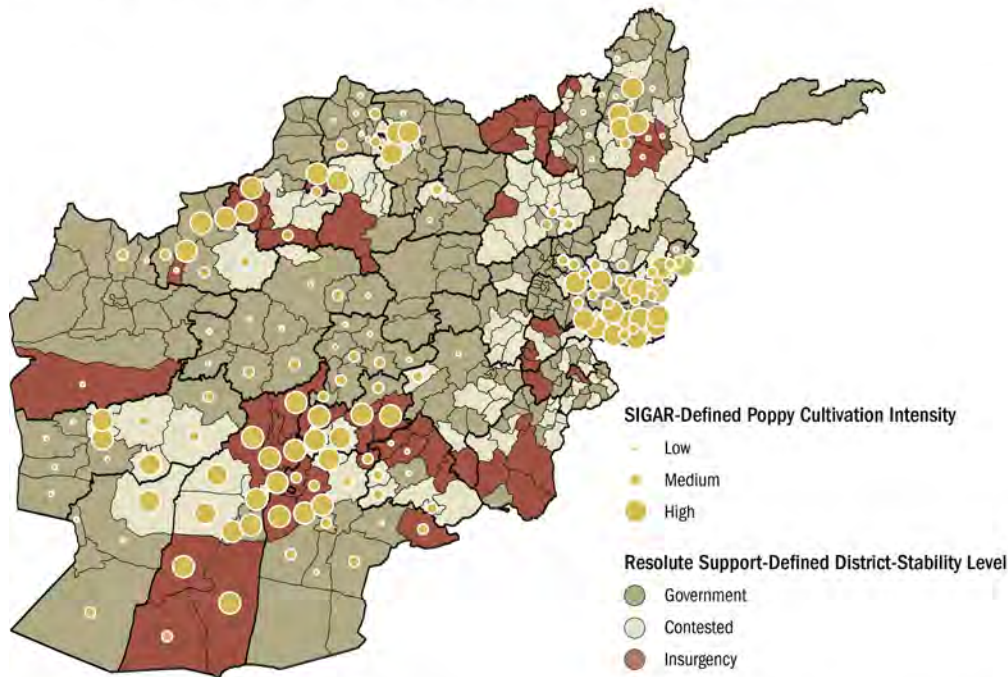 SIGAR-Defined Poppy Cultivation Intensity
Low
Medium
High
Resolute Support-Defined District-Stability Level
Government
Contested
Insurgency